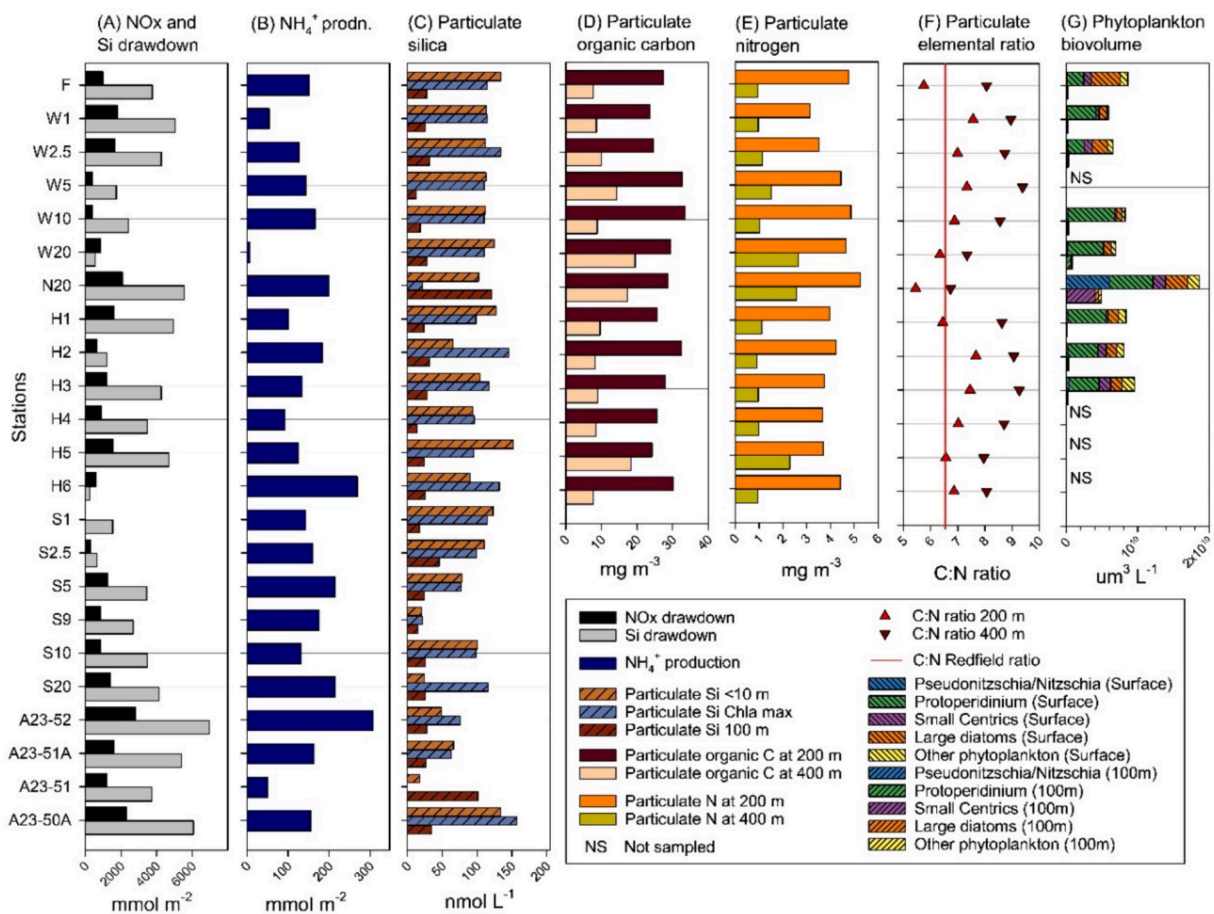 (A) NOx and
Si drawdown
(B) NH₄⁺ prodn.
(C) Particulate
silica
(D) Particulate
organic carbon
(E) Particulate
nitrogen
(F) Particulate
elemental ratio
(G) Phytoplankton
biovolume
Stations
F
W1
W2.5
W5
W10
W20
N20
H1
H2
H3
H4
H5
H6
S1
S2.5
S5
S9
S10
S20
A23-52
A23-51A
A23-51
A23-50A
NS
NS
NS
NS
0 2000 4000 6000
mmol m⁻²
0 100 200 300
mmol m⁻²
0 50 100 150 200
nmol L⁻¹
0 10 20 30 40
mg m⁻³
0 1 2 3 4 5 6
mg m⁻³
5 6 7 8 9 10
C:N ratio
0 10¹⁰ 2x10¹⁰
um³ L⁻¹
NOx drawdown
Si drawdown
NH₄⁺ production
Particulate Si <10 m
Particulate Si Chla max
Particulate Si 100 m
Particulate organic C at 200 m
Particulate organic C at 400 m
Particulate N at 200 m
Particulate N at 400 m
NS Not sampled
C:N ratio 200 m
C:N ratio 400 m
C:N Redfield ratio
Pseudonitzschia/Nitzschia (Surface)
Protoperidinium (Surface)
Small Centrics (Surface)
Large diatoms (Surface)
Other phytoplankton (Surface)
Pseudonitzschia/Nitzschia (100m)
Protoperidinium (100m)
Small Centrics (100m)
Large diatoms (100m)
Other phytoplankton (100m)